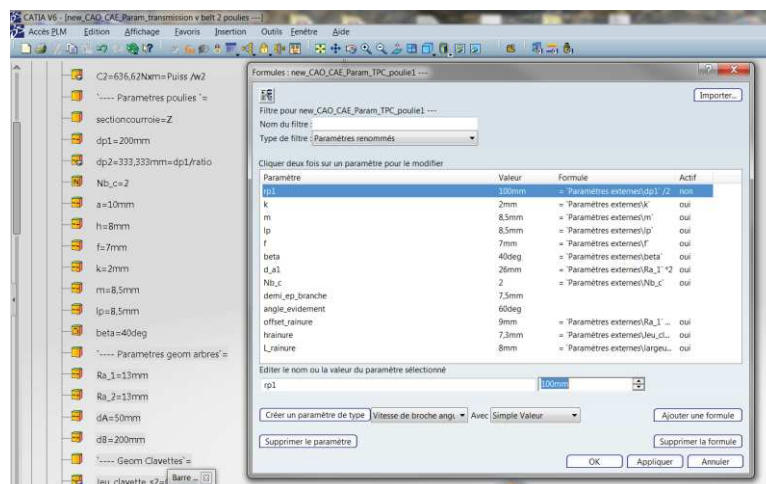 CATIA V6 - [new_CAO_CAE_Param_transmission v belt 2 poulies ----]
Accès PLM Edition Affichage Favoris Insertion Outils Fenêtre Aide
C2=636,62Nxm=Puiss /w2
`---- Parametres poulies `=
sectioncourroie=Z
dp1=200mm
dp2=333,333mm=dp1/ratio
Nb_c=2
a=10mm
h=8mm
f=7mm
k=2mm
m=8,5mm
lp=8,5mm
beta=40deg
`---- Parametres geom arbres`=
Ra_1=13mm
Ra_2=13mm
dA=50mm
dB=200mm
`---- Geom Clavettes`=
Barre ...
Formules : new_CAO_CAE_Param_TPC_poulie1 ---
Importer...
Filtre pour new_CAO_CAE_Param_TPC_poulie1 ---
Nom du filtre :
Type de filtre : Paramètres renommés
Cliquer deux fois sur un paramètre pour le modifier
Paramètre Valeur Formule Actif
rp1 100mm = `Paramètres externes\dp1` /2 non
k 2mm = `Paramètres externes\k` oui
m 8,5mm = `Paramètres externes\m` oui
lp 8,5mm = `Paramètres externes\lp` oui
f 7mm = `Paramètres externes\f` oui
beta 40deg = `Paramètres externes\beta` oui
d_a1 26mm = `Paramètres externes\Ra_1` *2 oui
Nb_c 2 = `Paramètres externes\Nb_c` oui
demi_ep_branche 7,5mm
angle_evidement 60deg
offset_rainure 9mm = `Paramètres externes\Ra_1` ... oui
hrainure 7,3mm = `Paramètres externes\Jeu_cl... oui
L_rainure 8mm = `Paramètres externes\largeu... oui
Editer le nom ou la valeur du paramètre sélectionné
rp1 100mm
Créer un paramètre de type Vitesse de broche angu Avec Simple Valeur Ajouter une formule
Supprimer le paramètre Supprimer la formule
OK Appliquer Annuler